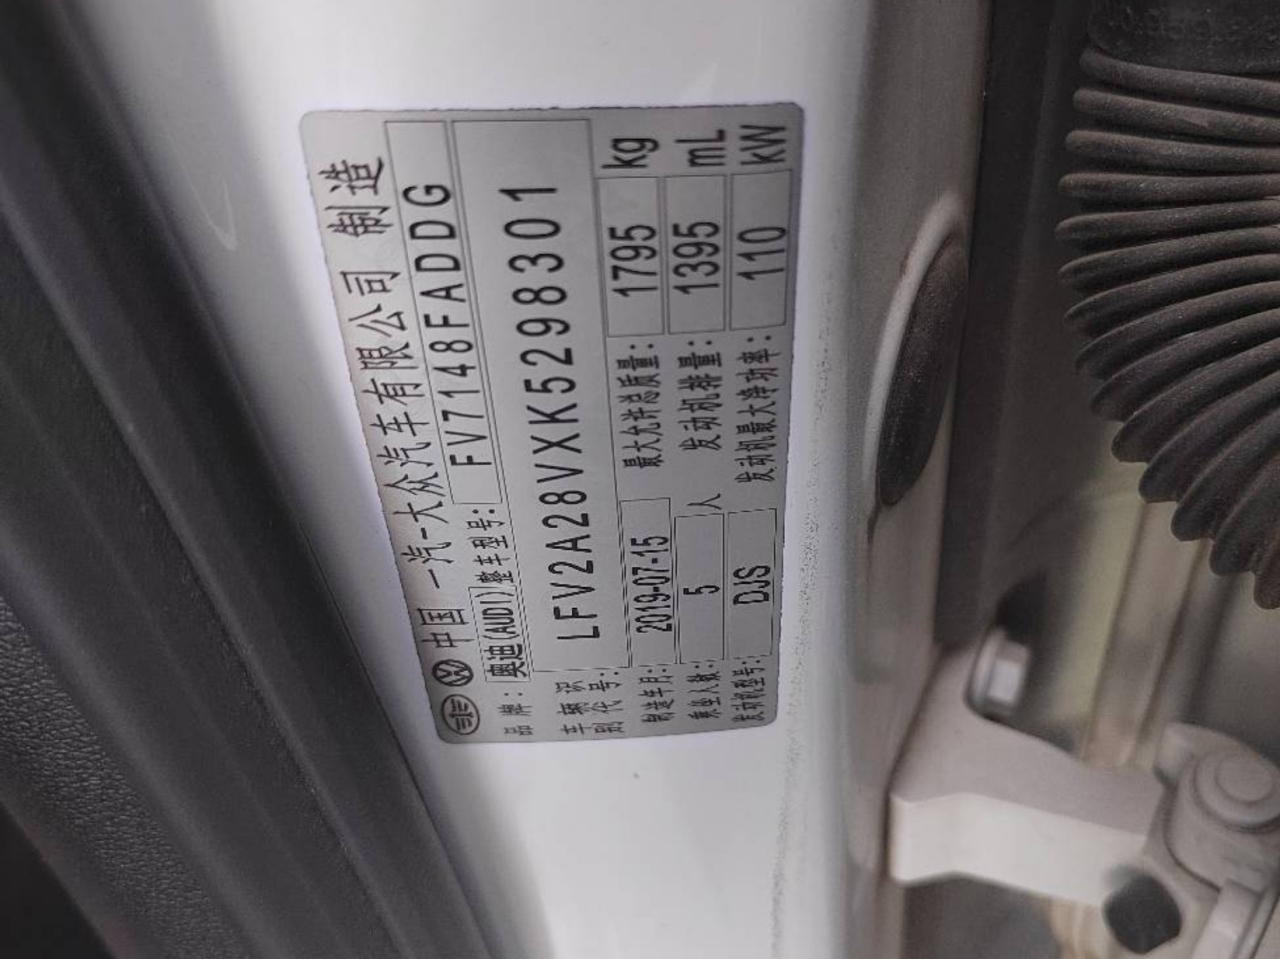 中国 一汽-大众汽车有限公司 制造
品牌: 奥迪(AUDI) 整车型号: FV7148FADDG
车辆识别代号: LFV2A28VXK5298301
制造年月: 2019-07-15 最大允许总质量: 1795 kg
乘坐人数: 5 人 发动机排量: 1395 mL
发动机型号: DJS 发动机最大净功率: 110 kW